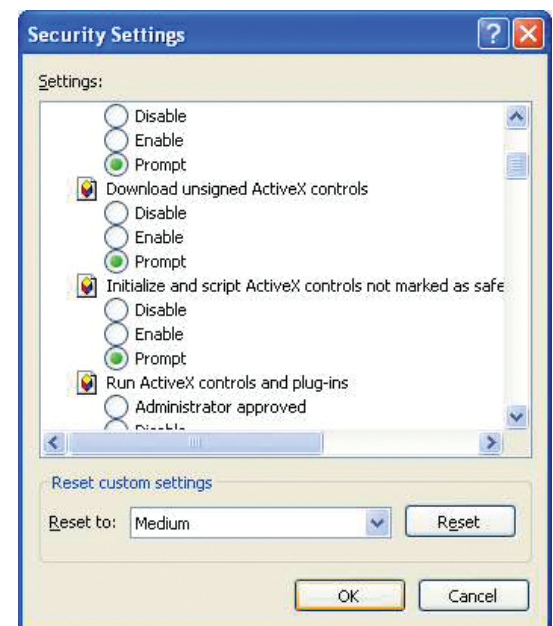 Security Settings
Settings:
Disable
Enable
Prompt
Download unsigned ActiveX controls
Disable
Enable
Prompt
Initialize and script ActiveX controls not marked as safe
Disable
Enable
Prompt
Run ActiveX controls and plug-ins
Administrator approved
Disable
Reset custom settings
Reset to: Medium Reset
OK Cancel